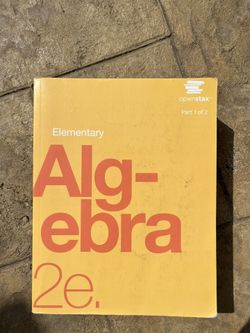 openstax
Part 1 of 2
Elementary
Alg-
ebra
2e.